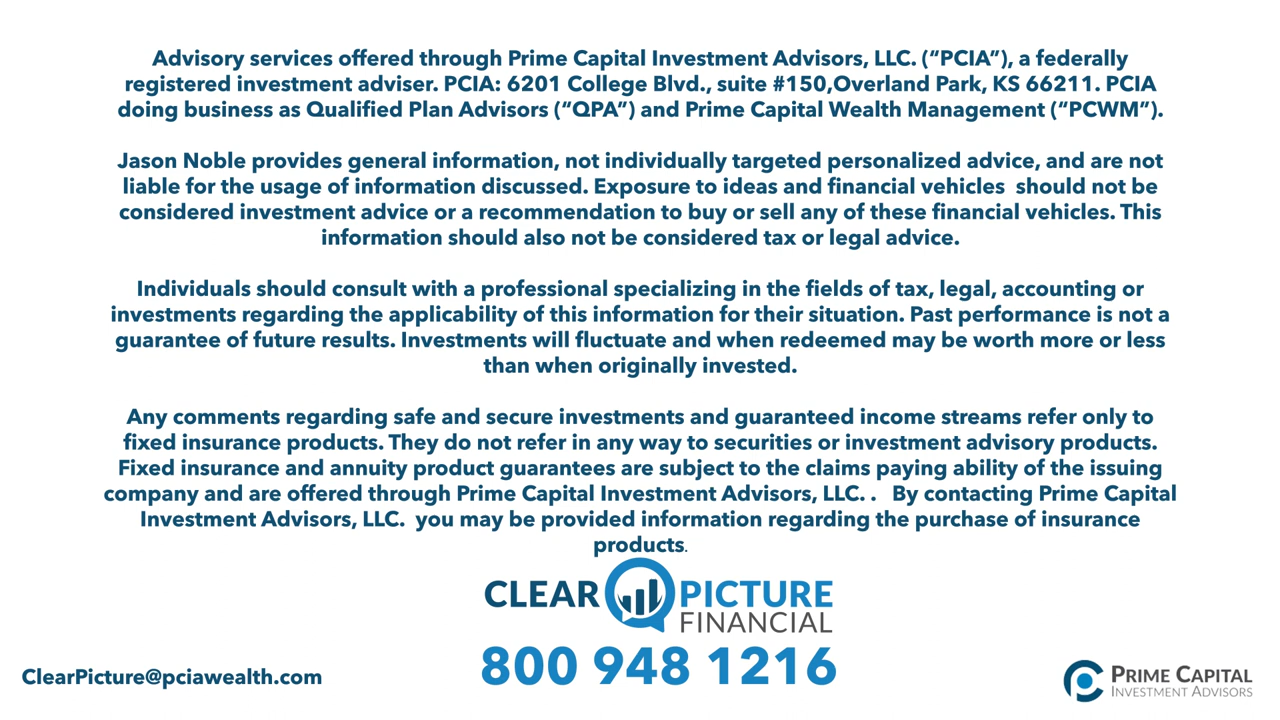 Advisory services offered through Prime Capital Investment Advisors, LLC. (“PCIA”), a federally
registered investment adviser. PCIA: 6201 College Blvd., suite #150,Overland Park, KS 66211. PCIA
doing business as Qualified Plan Advisors (“QPA”) and Prime Capital Wealth Management (“PCWM”).
Jason Noble provides general information, not individually targeted personalized advice, and are not
liable for the usage of information discussed. Exposure to ideas and financial vehicles  should not be
considered investment advice or a recommendation to buy or sell any of these financial vehicles. This
information should also not be considered tax or legal advice.
Individuals should consult with a professional specializing in the fields of tax, legal, accounting or
investments regarding the applicability of this information for their situation. Past performance is not a
guarantee of future results. Investments will fluctuate and when redeemed may be worth more or less
than when originally invested.
Any comments regarding safe and secure investments and guaranteed income streams refer only to
fixed insurance products. They do not refer in any way to securities or investment advisory products.
Fixed insurance and annuity product guarantees are subject to the claims paying ability of the issuing
company and are offered through Prime Capital Investment Advisors, LLC. .   By contacting Prime Capital
Investment Advisors, LLC.  you may be provided information regarding the purchase of insurance
products.
CLEAR PICTURE
FINANCIAL
800 948 1216
ClearPicture@pciawealth.com
PRIME CAPITAL
INVESTMENT ADVISORS